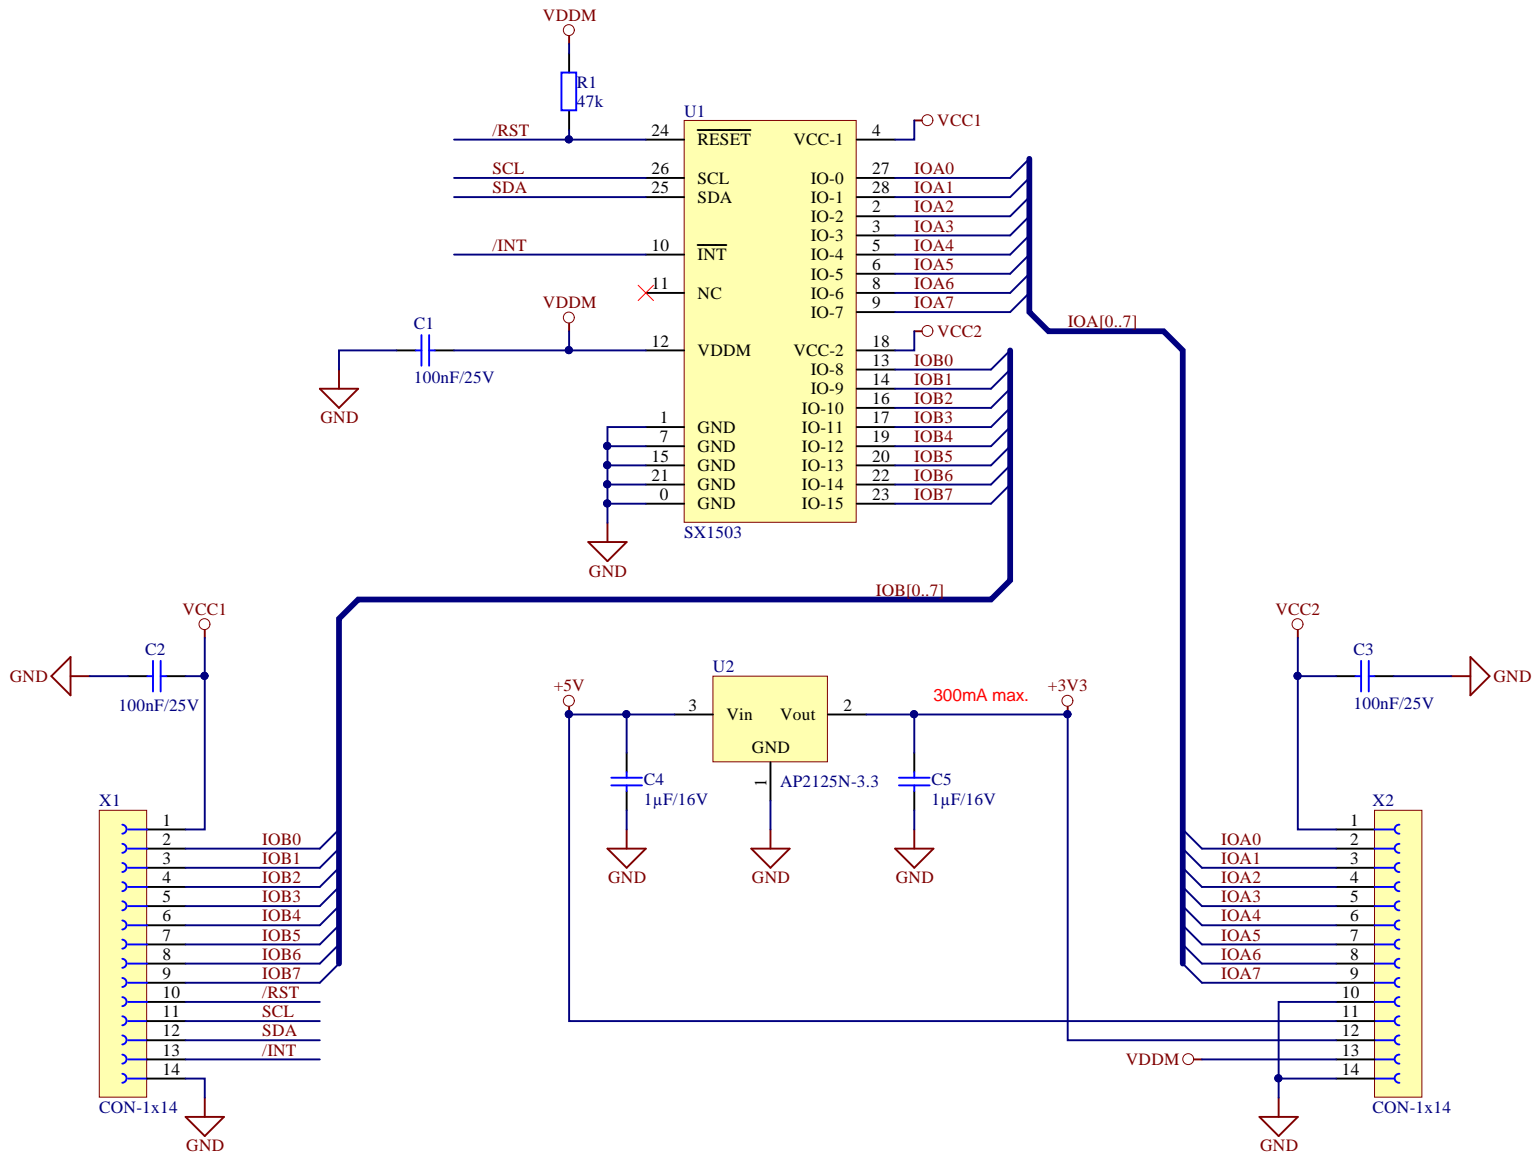 VDDM
R1
47k
U1
/RST 24 RESET VCC-1 4 VCC1
SCL 26 SCL IO-0 27 IOA0
SDA 25 SDA IO-1 28 IOA1
IO-2 2 IOA2
IO-3 3 IOA3
/INT 10 INT IO-4 5 IOA4
IO-5 6 IOA5
11 NC IO-6 8 IOA6
IO-7 9 IOA7
IOA[0..7]
VDDM
C1
100nF/25V
GND
12 VDDM VCC-2 18 VCC2
IO-8 13 IOB0
IO-9 14 IOB1
IO-10 16 IOB2
1 GND IO-11 17 IOB3
7 GND IO-12 19 IOB4
15 GND IO-13 20 IOB5
21 GND IO-14 22 IOB6
0 GND IO-15 23 IOB7
SX1503
GND
IOB[0..7]
VCC1
GND
C2
100nF/25V
+5V
U2
3 Vin Vout 2
GND
1
AP2125N-3.3
300mA max.
+3V3
C4
1µF/16V
C5
1µF/16V
GND
GND
GND
VCC2
C3
100nF/25V
GND
X1
1
2 IOB0
3 IOB1
4 IOB2
5 IOB3
6 IOB4
7 IOB5
8 IOB6
9 IOB7
10 /RST
11 SCL
12 SDA
13 /INT
14
CON-1x14
GND
X2
1
IOA0 2
IOA1 3
IOA2 4
IOA3 5
IOA4 6
IOA5 7
IOA6 8
IOA7 9
10
11
12
VDDM 13
14
CON-1x14
GND